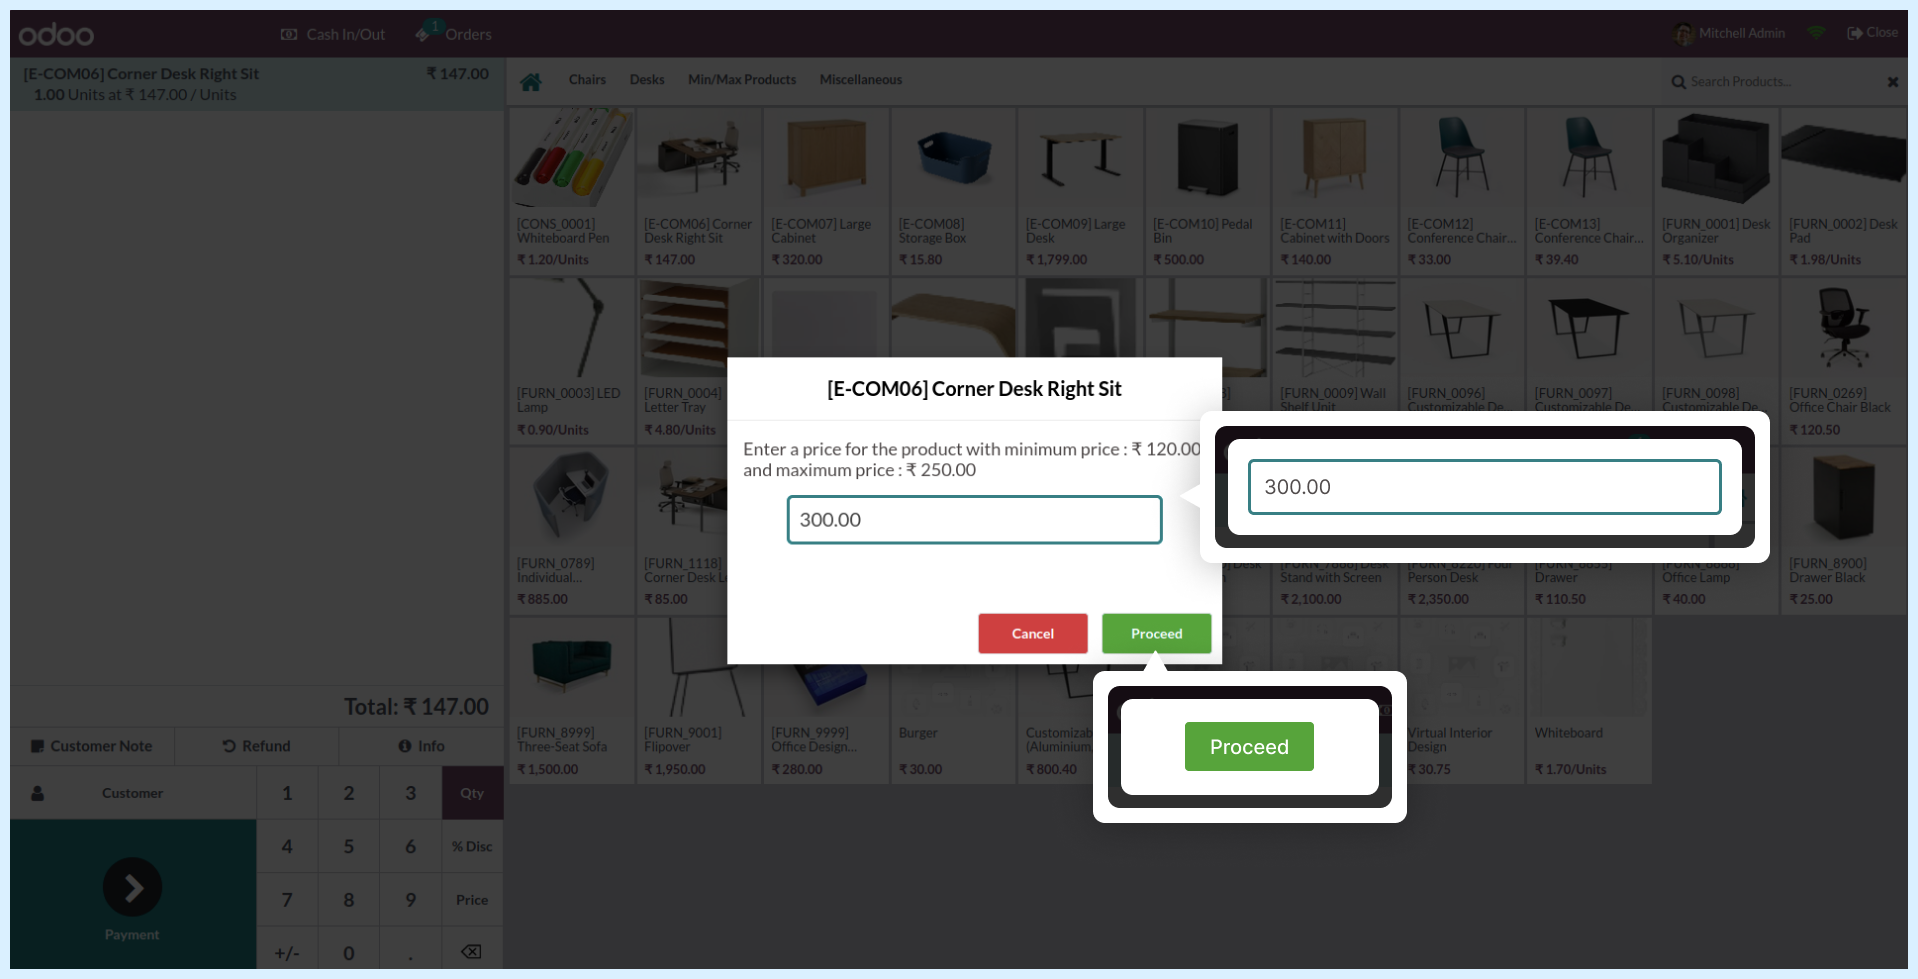 odoo
Cash In/Out
1
Orders
Mitchell Admin
Close
[E-COM06] Corner Desk Right Sit ₹ 147.00
1.00 Units at ₹ 147.00 / Units
Chairs Desks Min/Max Products Miscellaneous
Search Products...
[CONS_0001]
Whiteboard Pen
₹ 1.20/Units
[E-COM06] Corner
Desk Right Sit
₹ 147.00
[E-COM07] Large
Cabinet
₹ 320.00
[E-COM08]
Storage Box
₹ 15.80
[E-COM09] Large
Desk
₹ 1,799.00
[E-COM10] Pedal
Bin
₹ 500.00
[E-COM11]
Cabinet with Doors
₹ 140.00
[E-COM12]
Conference Chair...
₹ 33.00
[E-COM13]
Conference Chair...
₹ 39.40
[FURN_0001] Desk
Organizer
₹ 5.10/Units
[FURN_0002] Desk
Pad
₹ 1.98/Units
[FURN_0003] LED
Lamp
₹ 0.90/Units
[FURN_0004]
Letter Tray
₹ 4.80/Units
[FURN_0009] Wall
Shelf Unit
[FURN_0096]
Customizable De...
[FURN_0097]
Customizable De...
[FURN_0098]
Customizable De...
[FURN_0269]
Office Chair Black
₹ 120.50
[E-COM06] Corner Desk Right Sit
Enter a price for the product with minimum price : ₹ 120.00
and maximum price : ₹ 250.00
300.00
300.00
Cancel
Proceed
Proceed
[FURN_0789]
Individual...
₹ 885.00
[FURN_1118]
Corner Desk Le
₹ 85.00
Desk
[FURN_7888] Desk
Stand with Screen
₹ 2,100.00
Person Desk
₹ 2,350.00
Drawer
₹ 110.50
Office Lamp
₹ 40.00
[FURN_8900]
Drawer Black
₹ 25.00
[FURN_8999]
Three-Seat Sofa
₹ 1,500.00
[FURN_9001]
Flipover
₹ 1,950.00
[FURN_9999]
Office Design...
₹ 280.00
Burger
₹ 30.00
Customizab
(Aluminium,
₹ 800.40
Virtual Interior
Design
₹ 30.75
Whiteboard
₹ 1.70/Units
Total: ₹ 147.00
Customer Note Refund Info
Customer 1 2 3 Qty
4 5 6 % Disc
7 8 9 Price
Payment
+/- 0 .